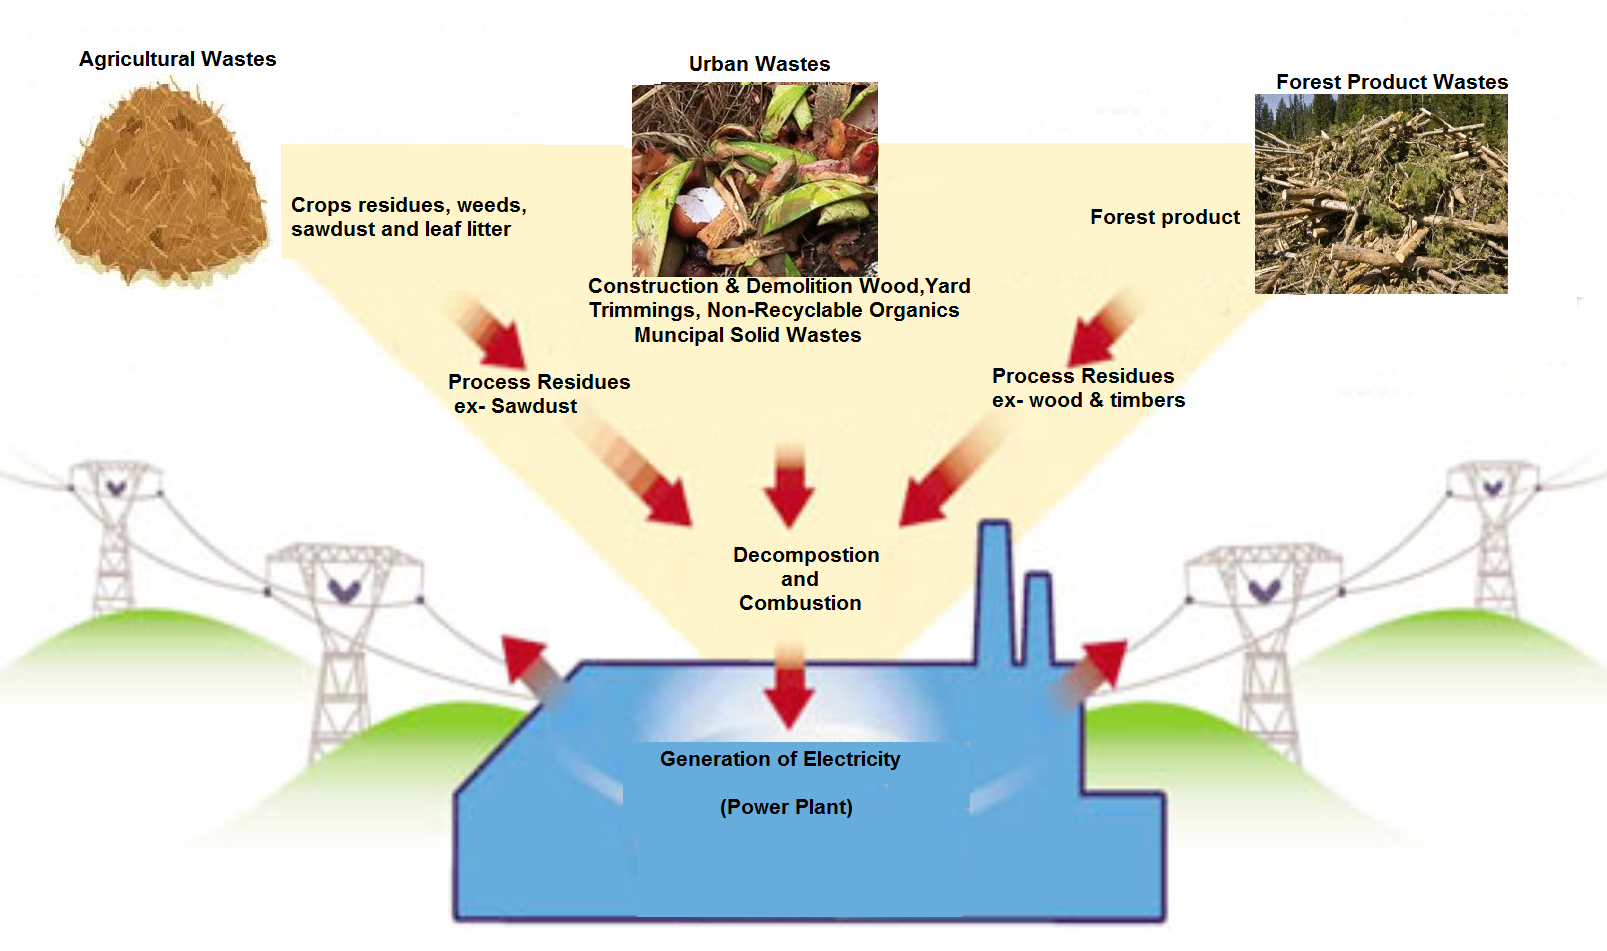 Agricultural Wastes
Urban Wastes
Forest Product Wastes
Crops residues, weeds,
sawdust and leaf litter
Forest product
Construction & Demolition Wood,Yard
Trimmings, Non-Recyclable Organics
Muncipal Solid Wastes
Process Residues
ex- Sawdust
Process Residues
ex- wood & timbers
Decompostion
and
Combustion
Generation of Electricity
(Power Plant)